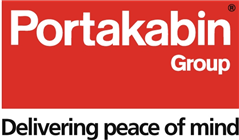 Portakabin®
Group
Delivering peace of mind